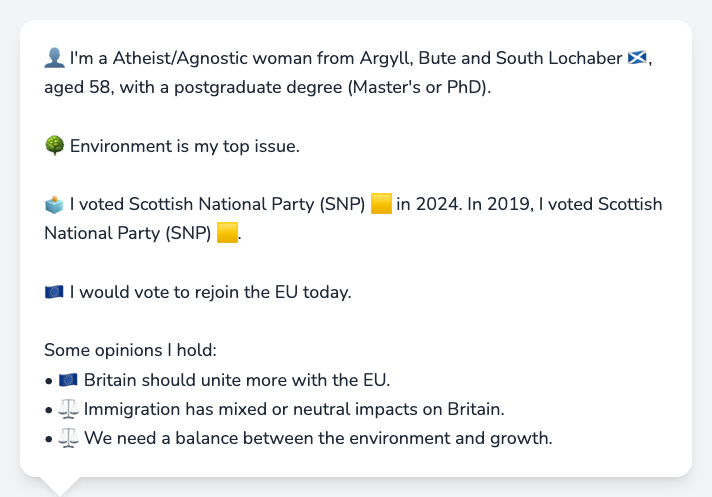 👤 I'm a Atheist/Agnostic woman from Argyll, Bute and South Lochaber 🏴󠁧󠁢󠁳󠁣󠁴󠁿,
aged 58, with a postgraduate degree (Master's or PhD).
🌳 Environment is my top issue.
🗳️ I voted Scottish National Party (SNP) 🟨 in 2024. In 2019, I voted Scottish
National Party (SNP) 🟨.
🇪🇺 I would vote to rejoin the EU today.
Some opinions I hold:
• 🇪🇺 Britain should unite more with the EU.
• ⚖️ Immigration has mixed or neutral impacts on Britain.
• ⚖️ We need a balance between the environment and growth.